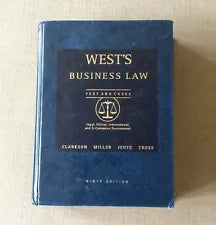 WEST'S
BUSINESS LAW
TEXT AND CASES
Legal, Ethical, International,
and E-Commerce Environment
CLARKSON MILLER JENTZ CROSS
NINTH EDITION